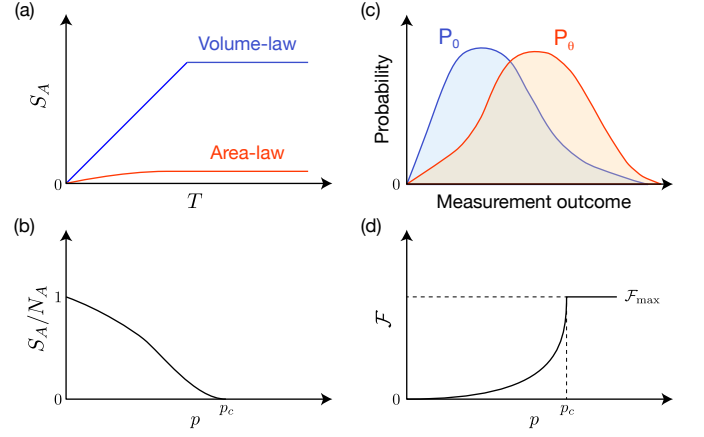 (a)
Volume-law
S_A
Area-law
0
T
(c)
P_0
P_θ
Probability
0
Measurement outcome
(b)
1
S_A/N_A
0
p
p_c
(d)
ℱ_max
ℱ
0
p
p_c